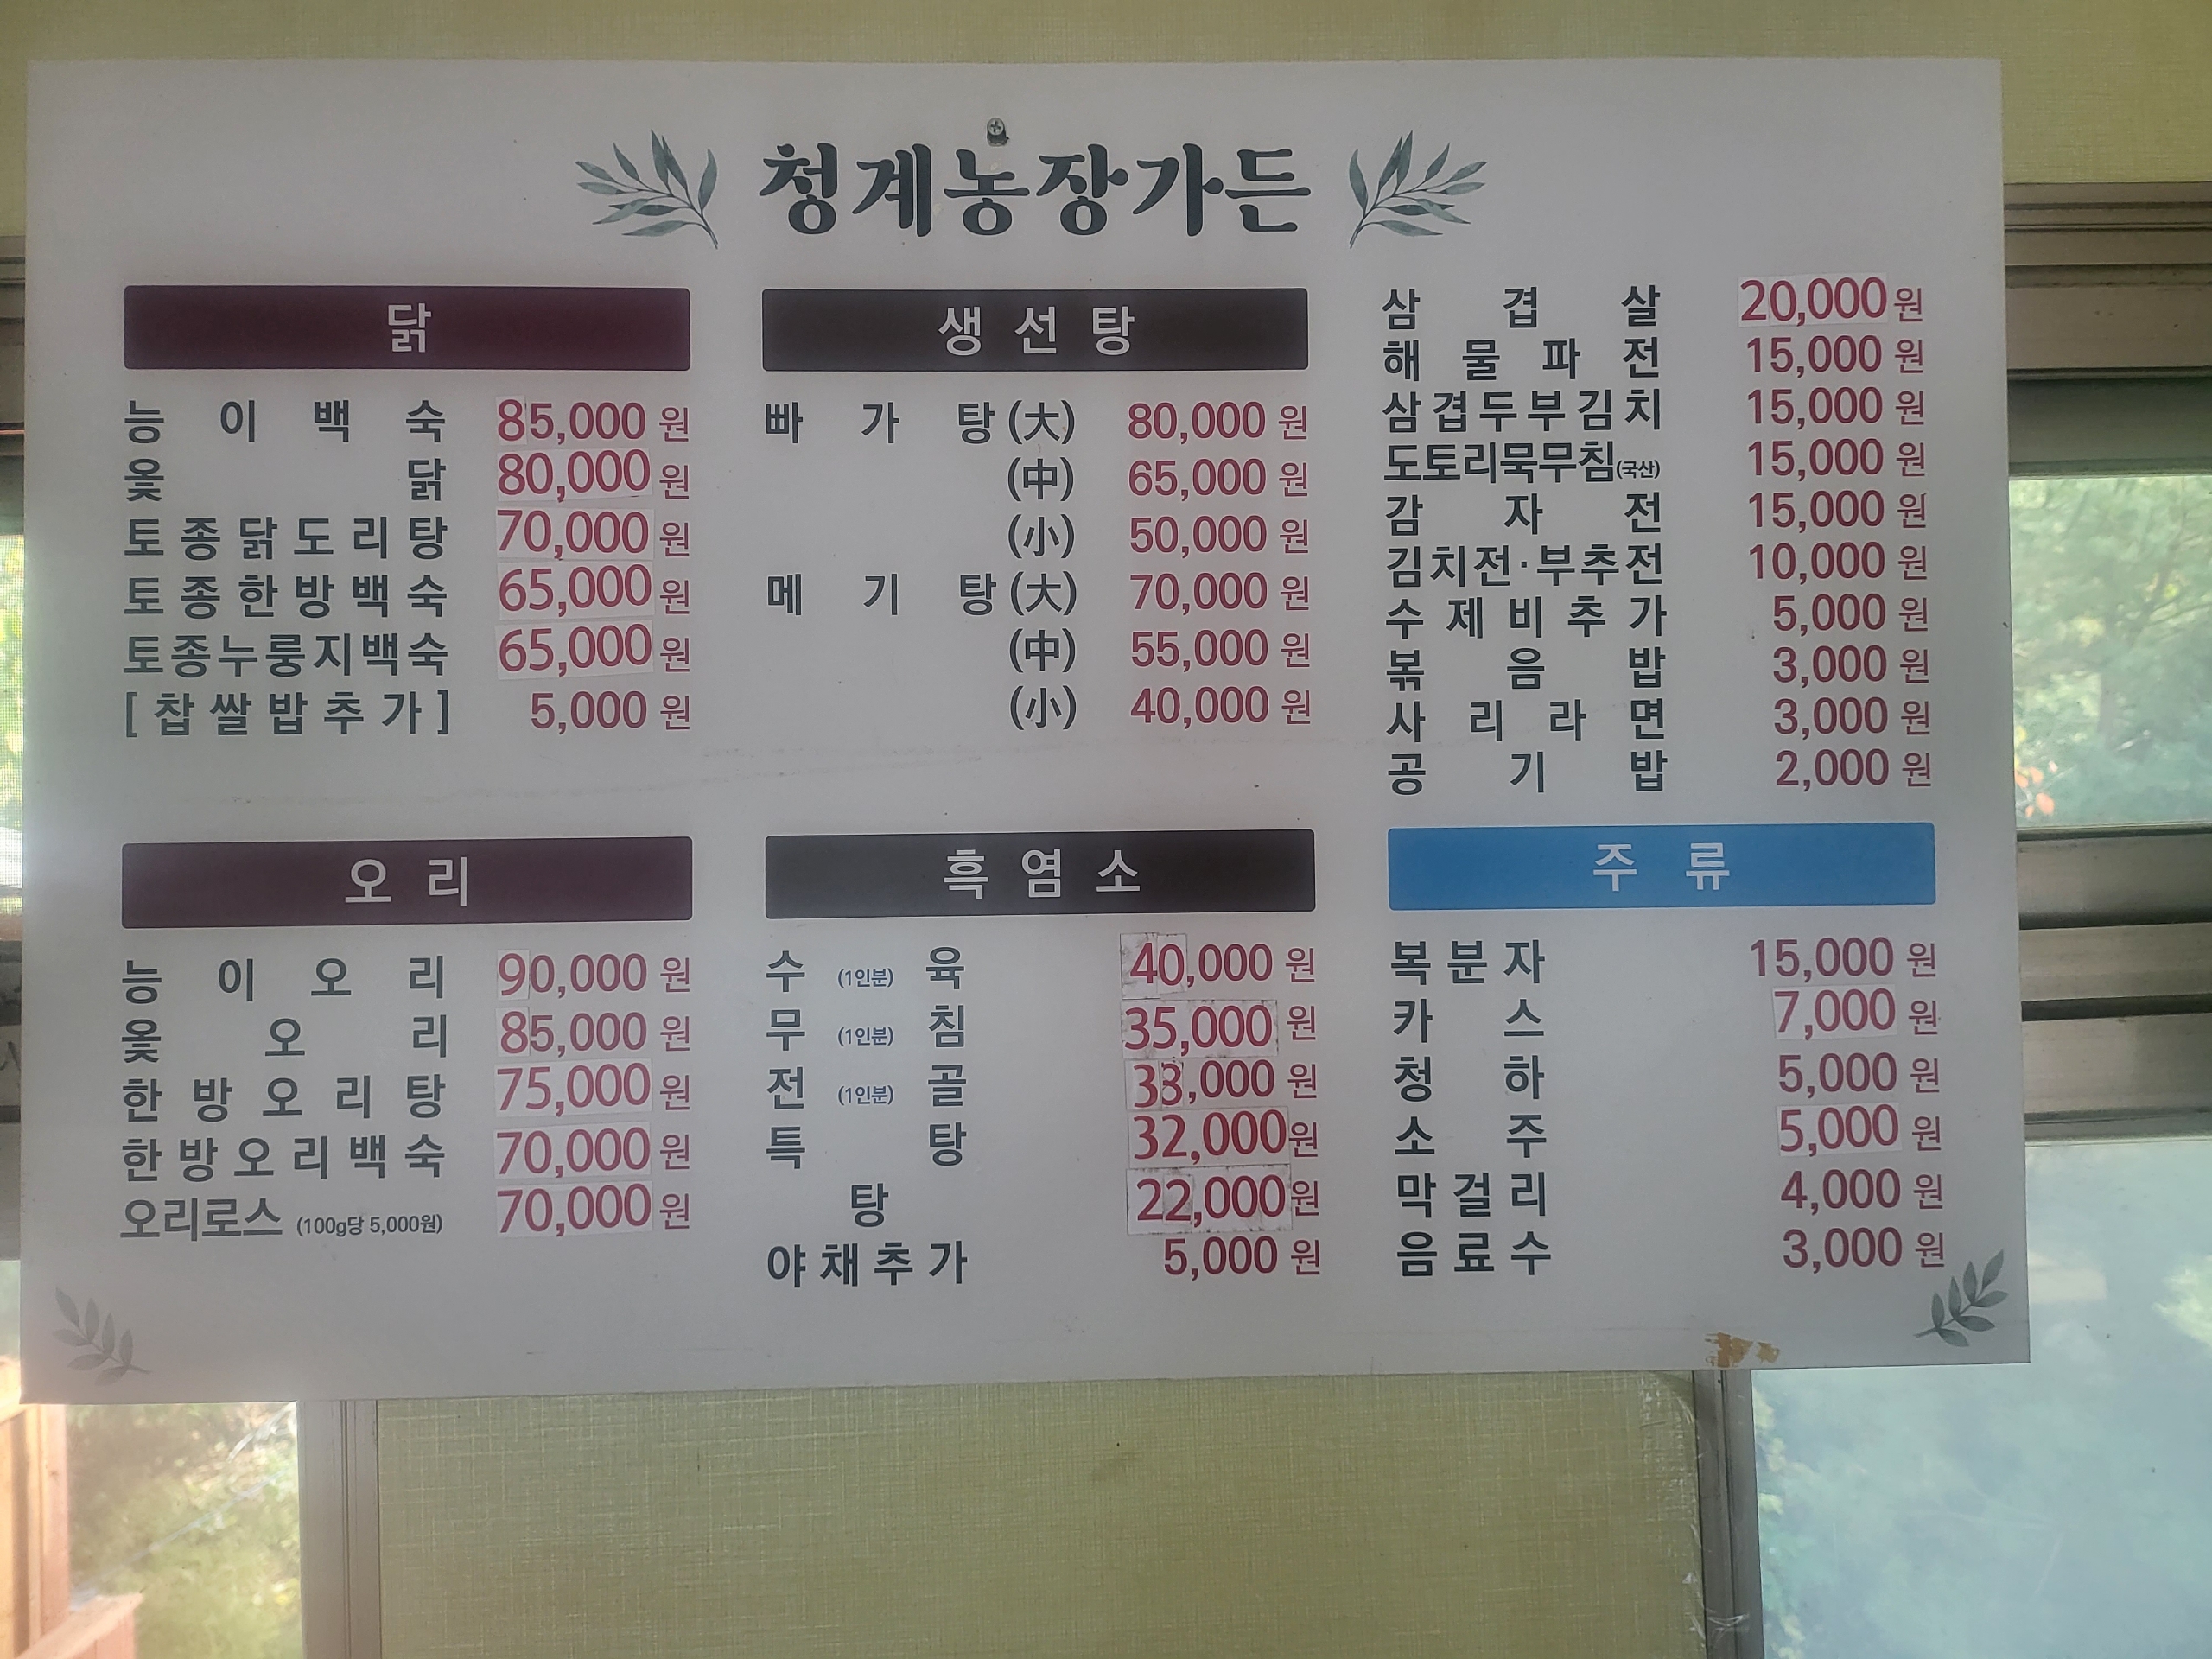 청계농장가든
닭
능이백숙 85,000원
옻닭 80,000원
토종닭도리탕 70,000원
토종한방백숙 65,000원
토종누룽지백숙 65,000원
[찹쌀밥추가] 5,000원
오리
능이오리 90,000원
옻오리 85,000원
한방오리탕 75,000원
한방오리백숙 70,000원
오리로스 (100g당 5,000원) 70,000원
생선탕
빠가탕(大) 80,000원
(中) 65,000원
(小) 50,000원
메기탕(大) 70,000원
(中) 55,000원
(小) 40,000원
흑염소
수(1인분)육 40,000원
무(1인분)침 35,000원
전(1인분)골 33,000원
특탕 32,000원
탕 22,000원
야채추가 5,000원
삼겹살 20,000원
해물파전 15,000원
삼겹두부김치 15,000원
도토리묵무침(국산) 15,000원
감자전 15,000원
김치전·부추전 10,000원
수제비추가 5,000원
볶음밥 3,000원
사리라면 3,000원
공기밥 2,000원
주류
복분자 15,000원
카스 7,000원
청하 5,000원
소주 5,000원
막걸리 4,000원
음료수 3,000원